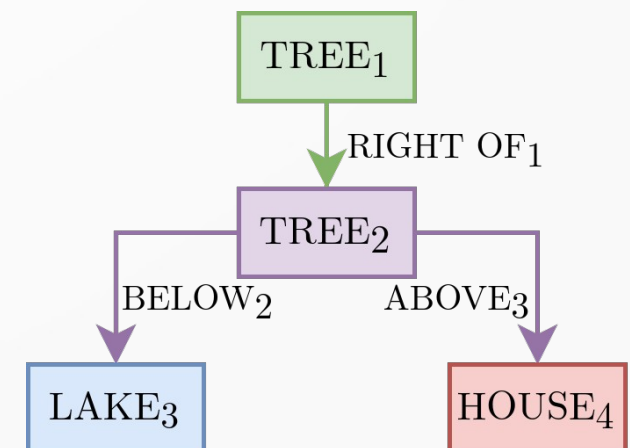 TREE₁
RIGHT OF₁
TREE₂
BELOW₂
ABOVE₃
LAKE₃
HOUSE₄